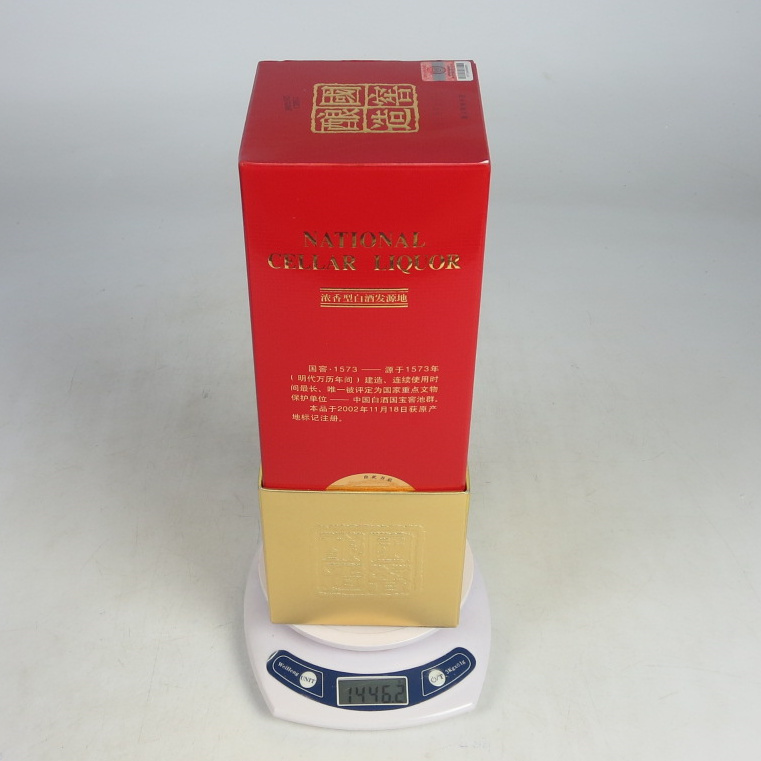 國窖
釀造
NATIONAL
CELLAR LIQUOR
浓香型白酒发源地
国窖·1573 —— 源于1573年
（明代万历年间）建造、连续使用时
间最长、唯一被评定为国家重点文物
保护单位 —— 中国白酒国宝窖池群。
本品于2002年11月18日获原产
地标记注册。
WeiHeng
UNIT
O/T
1446.2